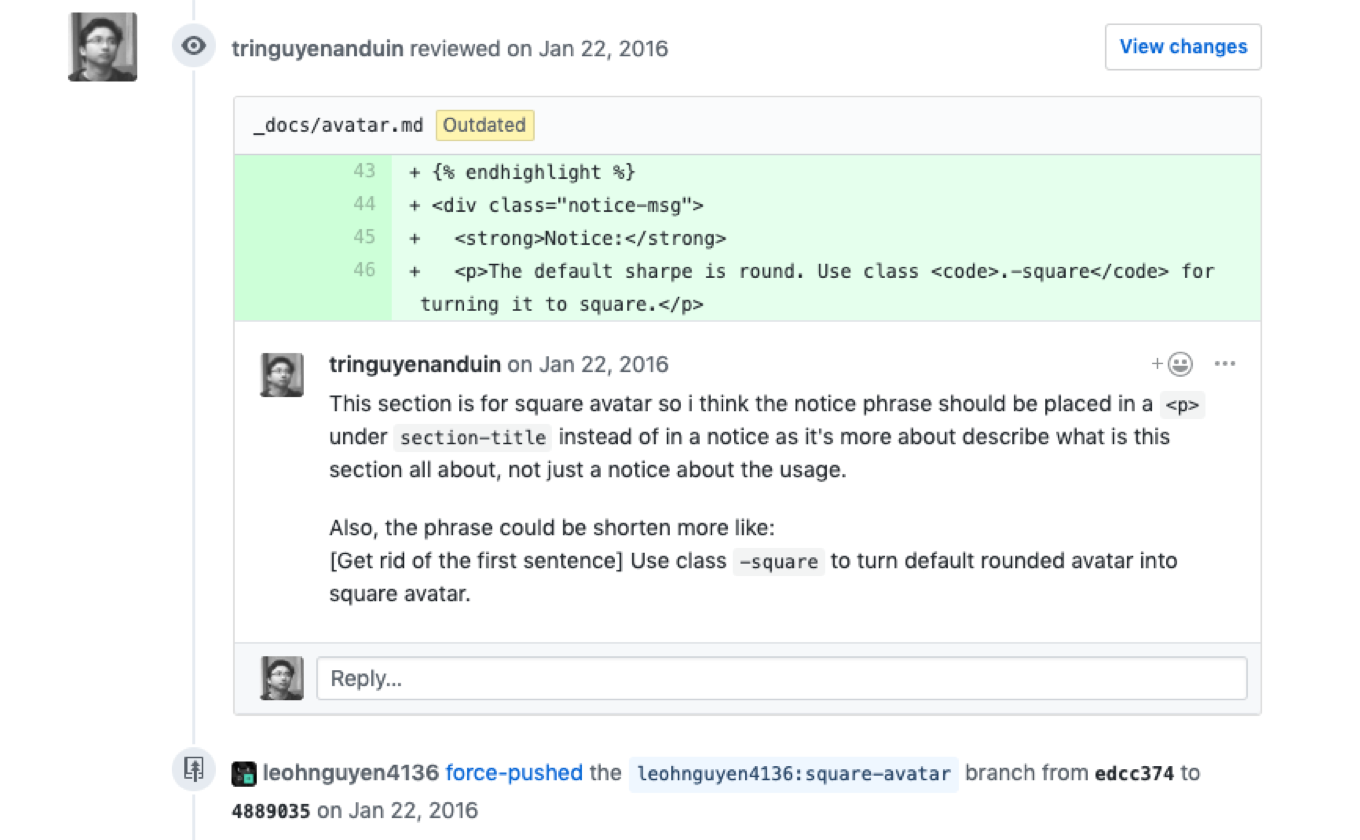 tringuyenanduin reviewed on Jan 22, 2016
View changes
_docs/avatar.md Outdated
43 + {% endhighlight %}
44 + <div class="notice-msg">
45 + <strong>Notice:</strong>
46 + <p>The default sharpe is round. Use class <code>.-square</code> for
turning it to square.</p>
tringuyenanduin on Jan 22, 2016
This section is for square avatar so i think the notice phrase should be placed in a <p>
under section-title instead of in a notice as it's more about describe what is this
section all about, not just a notice about the usage.
Also, the phrase could be shorten more like:
[Get rid of the first sentence] Use class -square to turn default rounded avatar into
square avatar.
Reply...
leohnguyen4136 force-pushed the leohnguyen4136:square-avatar branch from edcc374 to
4889035 on Jan 22, 2016